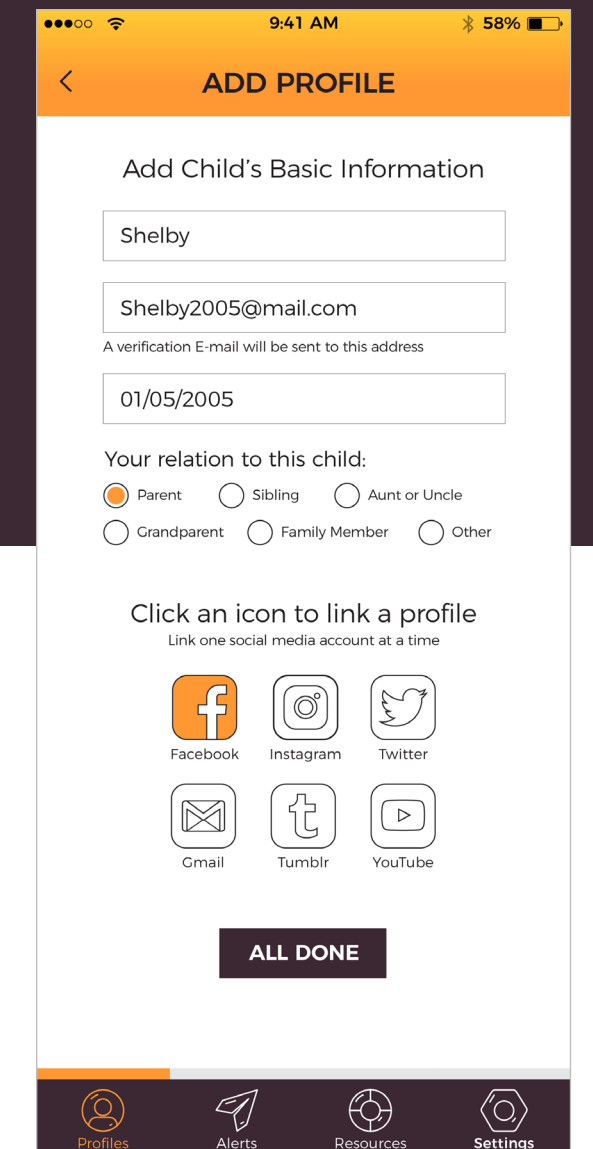 9:41 AM 58%
ADD PROFILE
Add Child's Basic Information
Shelby
Shelby2005@mail.com
A verification E-mail will be sent to this address
01/05/2005
Your relation to this child:
Parent Sibling Aunt or Uncle
Grandparent Family Member Other
Click an icon to link a profile
Link one social media account at a time
Facebook Instagram Twitter
Gmail Tumblr YouTube
ALL DONE
Profiles Alerts Resources Settings